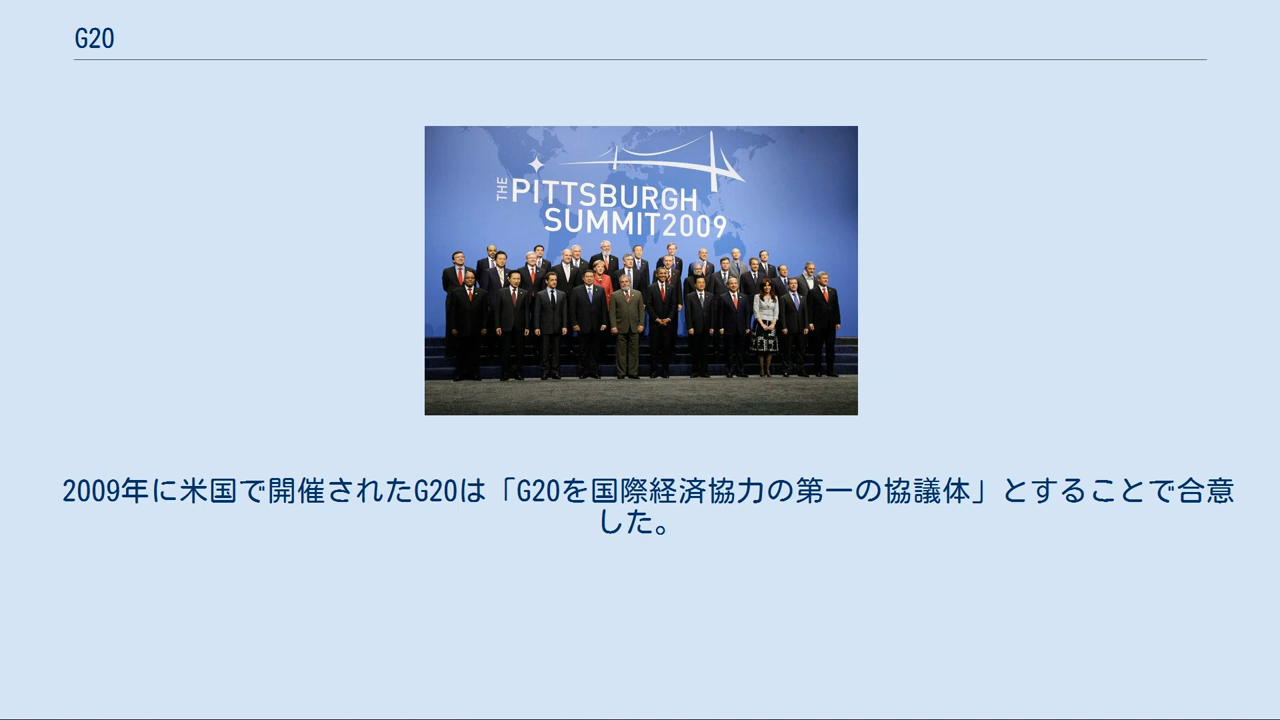 G20
THE
PITTSBURGH
SUMMIT2009
2009年に米国で開催されたG20は「G20を国際経済協力の第一の協議体」とすることで合意
した。